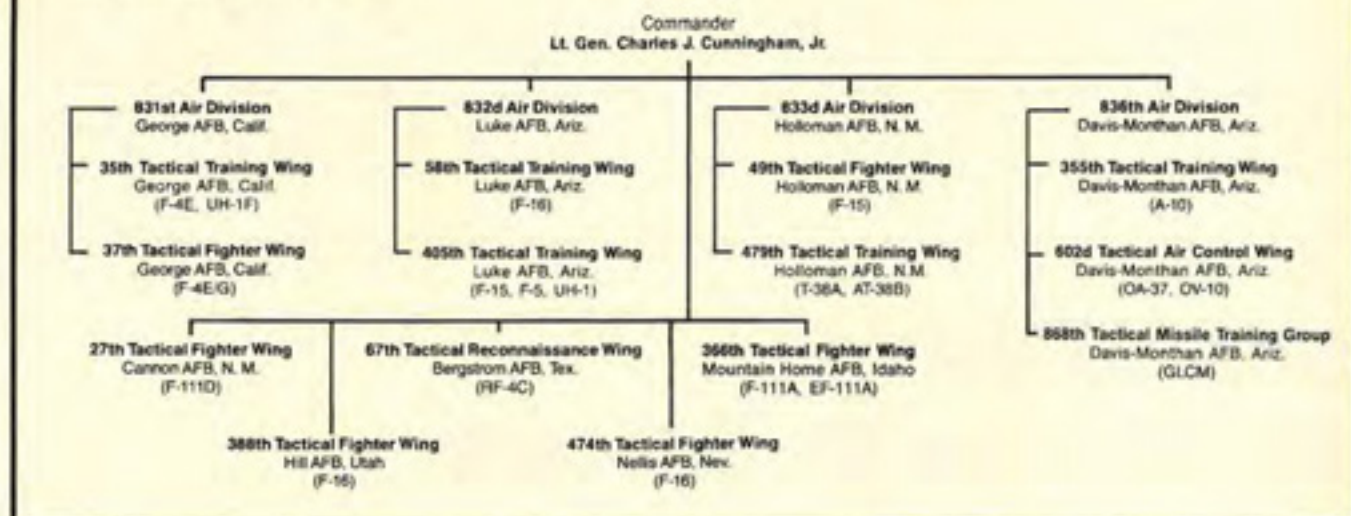 Commander
Lt. Gen. Charles J. Cunningham, Jr.
831st Air Division
George AFB, Calif.
35th Tactical Training Wing
George AFB, Calif.
(F-4E, UH-1F)
37th Tactical Fighter Wing
George AFB, Calif.
(F-4E/G)
832d Air Division
Luke AFB, Ariz.
58th Tactical Training Wing
Luke AFB, Ariz.
(F-16)
405th Tactical Training Wing
Luke AFB, Ariz.
(F-15, F-5, UH-1)
833d Air Division
Holloman AFB, N. M.
49th Tactical Fighter Wing
Holloman AFB, N. M.
(F-15)
479th Tactical Training Wing
Holloman AFB, N.M.
(T-38A, AT-38B)
836th Air Division
Davis-Monthan AFB, Ariz.
355th Tactical Training Wing
Davis-Monthan AFB, Ariz.
(A-10)
602d Tactical Air Control Wing
Davis-Monthan AFB, Ariz.
(OA-37, OV-10)
868th Tactical Missile Training Group
Davis-Monthan AFB, Ariz.
(GLCM)
27th Tactical Fighter Wing
Cannon AFB, N. M.
(F-111D)
67th Tactical Reconnaissance Wing
Bergstrom AFB, Tex.
(RF-4C)
366th Tactical Fighter Wing
Mountain Home AFB, Idaho
(F-111A, EF-111A)
388th Tactical Fighter Wing
Hill AFB, Utah
(F-16)
474th Tactical Fighter Wing
Nellis AFB, Nev.
(F-16)